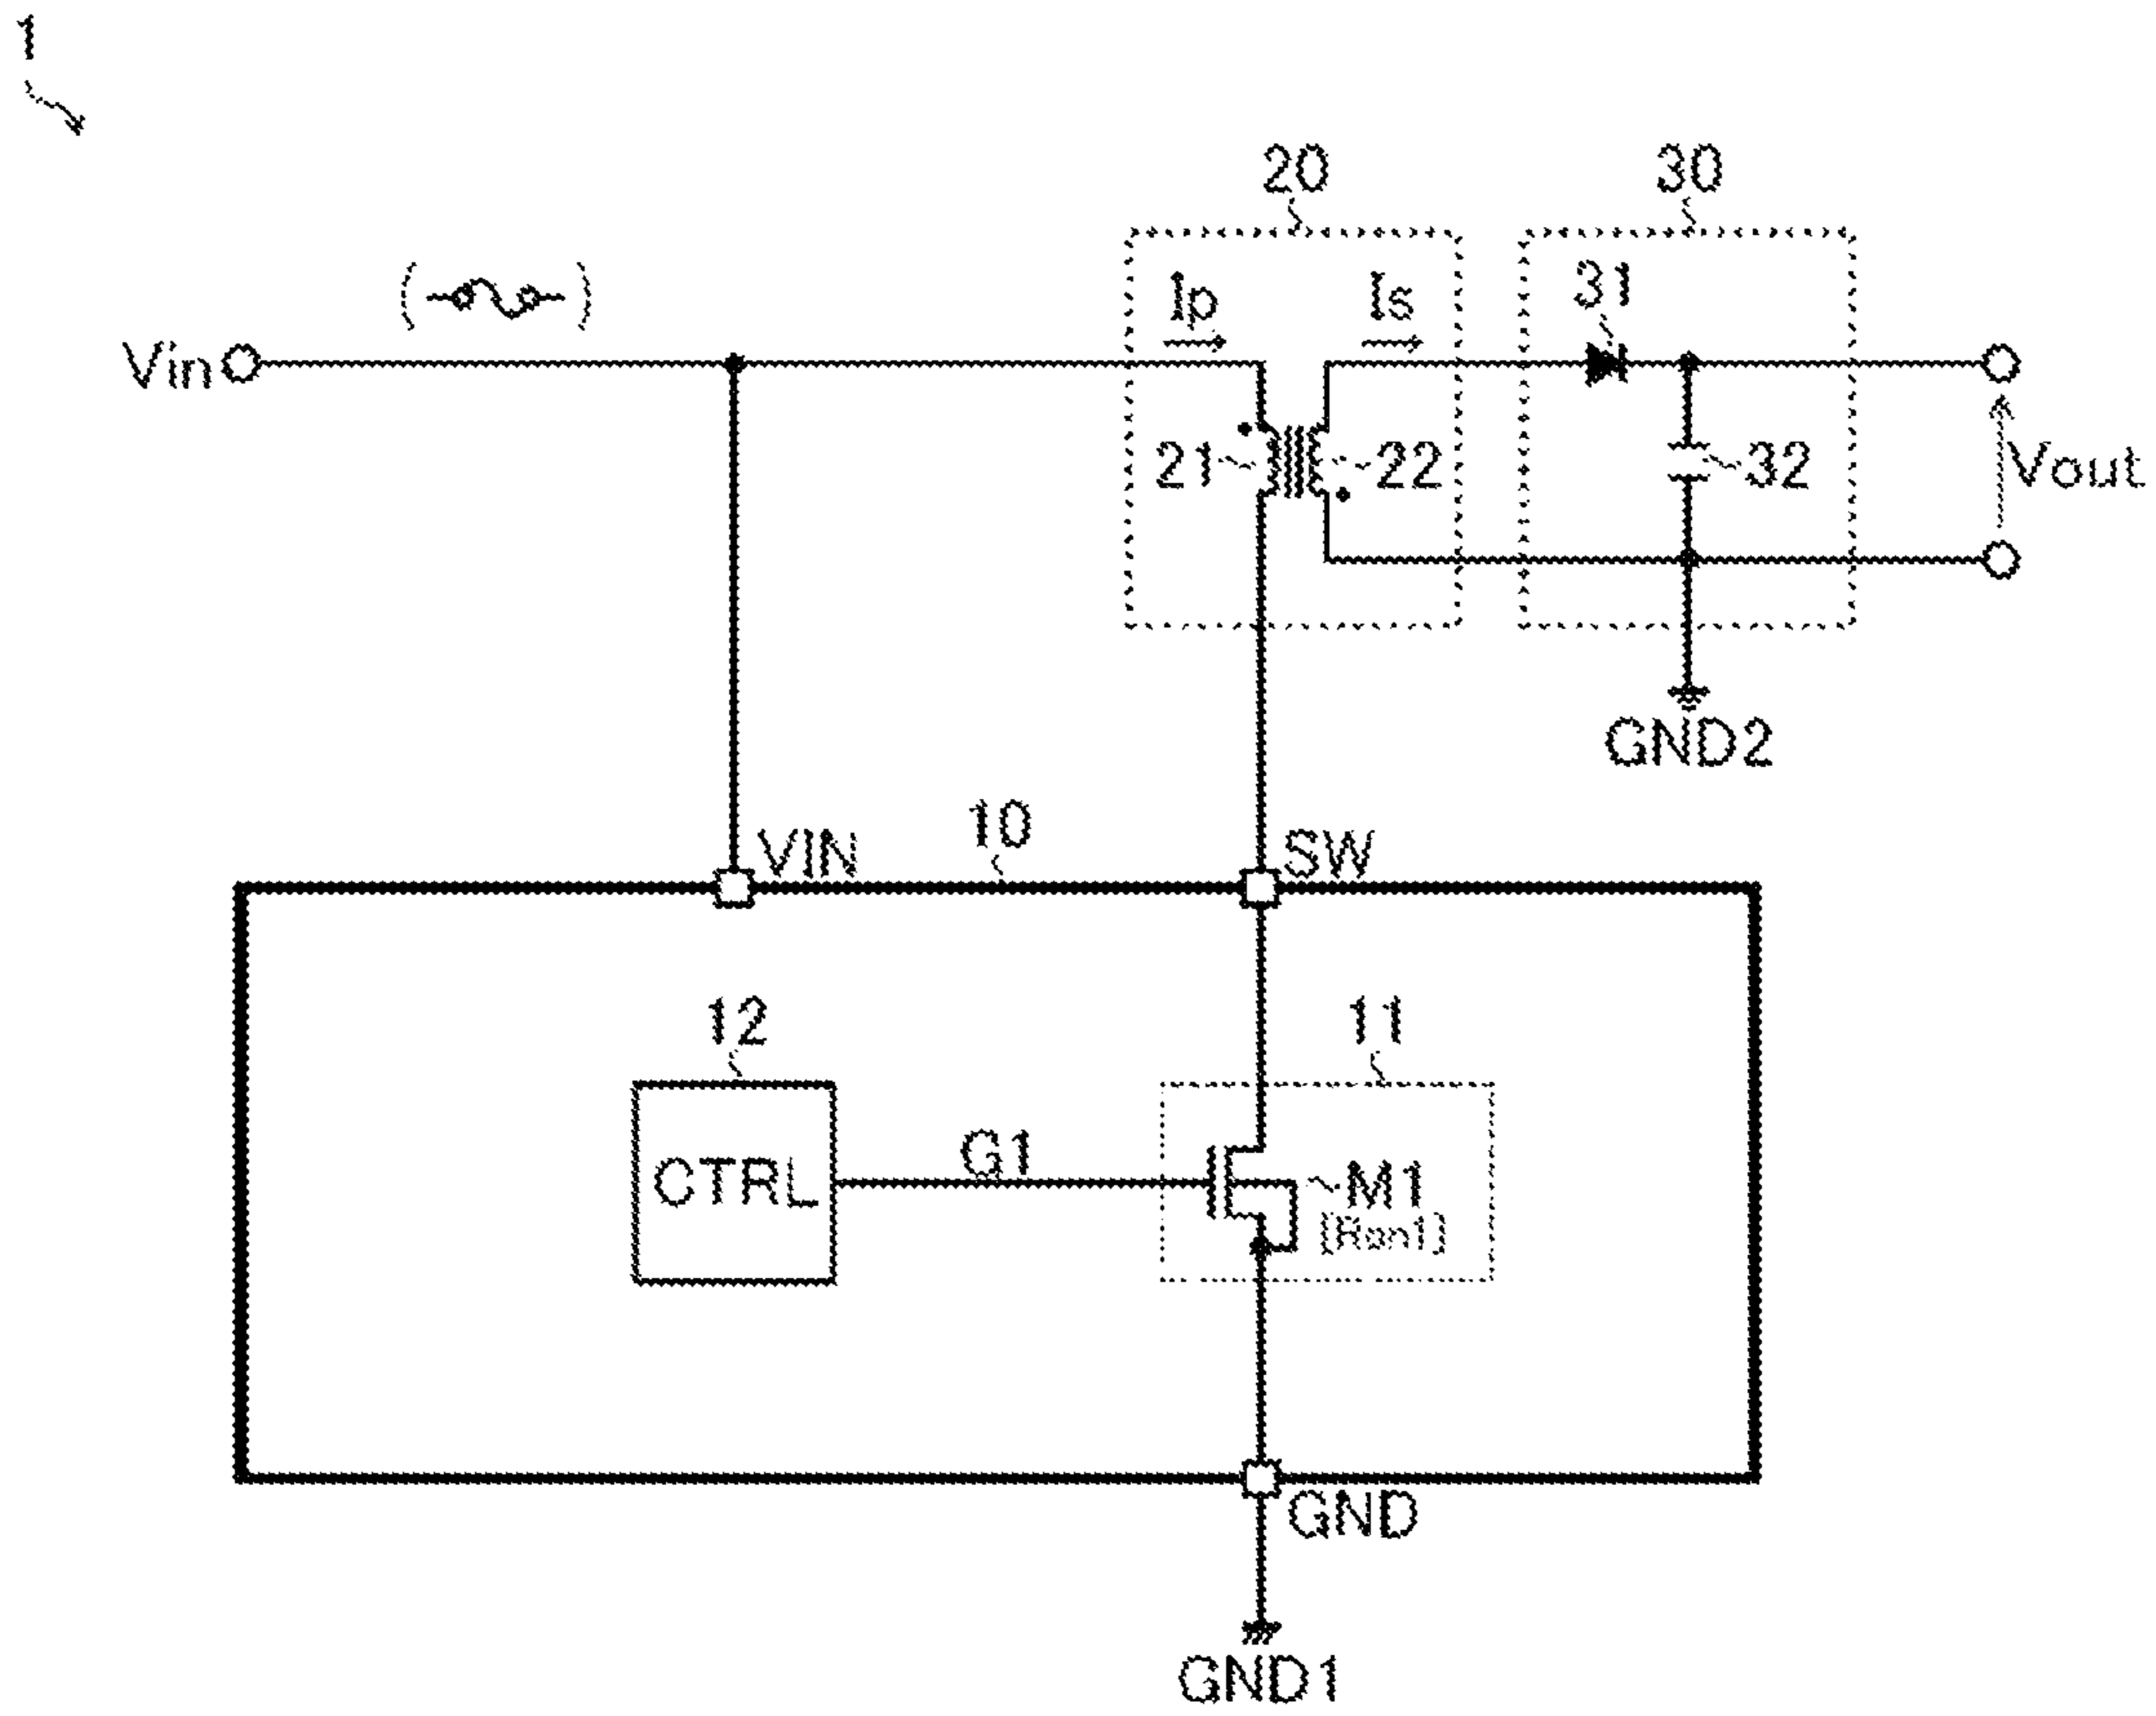 1
20
30
Ip
Is
31
Vin
21
22
32
Vout
GND2
10
VIN
SW
12
11
CTRL
G1
M1
(Ron1)
GND
GND1